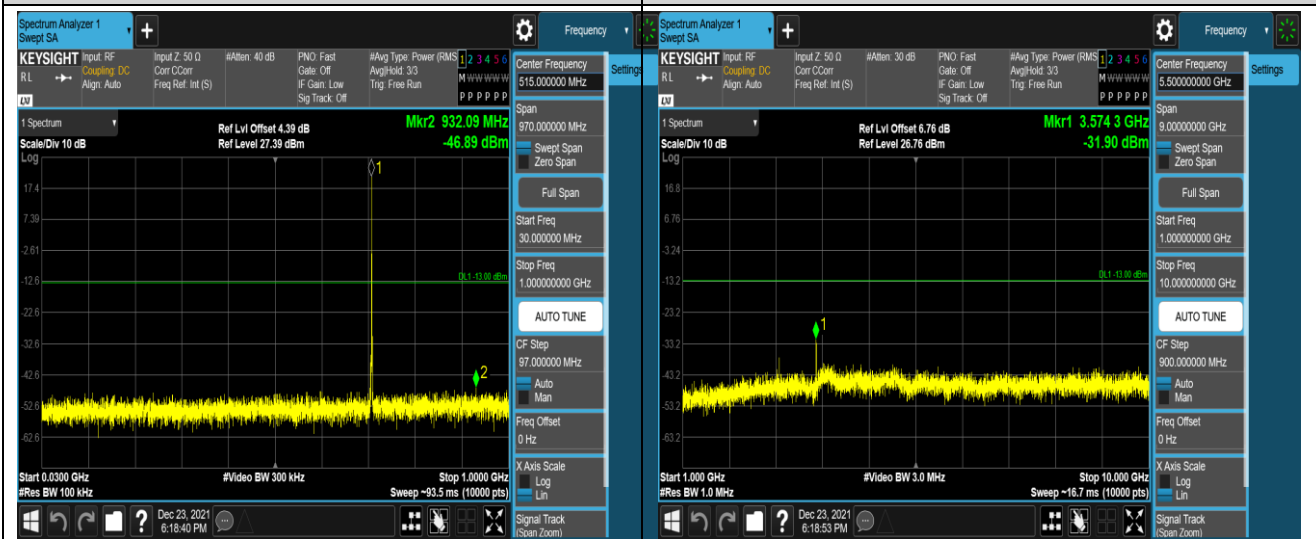 Spectrum Analyzer 1
Swept SA
+
Frequency
KEYSIGHT
RL
LXI
Input: RF
Coupling: DC
Align: Auto
Input Z: 50 Ω
Corr CCorr
Freq Ref: Int (S)
#Atten: 40 dB
PNO: Fast
Gate: Off
IF Gain: Low
Sig Track: Off
#Avg Type: Power (RMS
Avg|Hold: 3/3
Trig: Free Run
1 2 3 4 5 6
M W W W W W
P P P P P P
Center Frequency
515.000000 MHz
Settings
1 Spectrum
Scale/Div 10 dB
Log
Ref Lvl Offset 4.39 dB
Ref Level 27.39 dBm
Mkr2 932.09 MHz
-46.89 dBm
Span
970.000000 MHz
Swept Span
Zero Span
Full Span
Start Freq
30.000000 MHz
Stop Freq
1.000000000 GHz
AUTO TUNE
CF Step
97.000000 MHz
Auto
Man
Freq Offset
0 Hz
X Axis Scale
Log
Lin
Signal Track
(Span Zoom)
1
17.4
7.39
-2.61
DL1 -13.00 dBm
-12.6
-22.6
-32.6
-42.6
2
-52.6
-62.6
Start 0.0300 GHz
#Video BW 300 kHz
Stop 1.0000 GHz
#Res BW 100 kHz
Sweep ~93.5 ms (10000 pts)
?
Dec 23, 2021
6:18:40 PM
Spectrum Analyzer 1
Swept SA
+
Frequency
KEYSIGHT
RL
LXI
Input: RF
Coupling: DC
Align: Auto
Input Z: 50 Ω
Corr CCorr
Freq Ref: Int (S)
#Atten: 30 dB
PNO: Fast
Gate: Off
IF Gain: Low
Sig Track: Off
#Avg Type: Power (RMS
Avg|Hold: 3/3
Trig: Free Run
1 2 3 4 5 6
M W W W W W
P P P P P P
Center Frequency
5.500000000 GHz
Settings
1 Spectrum
Scale/Div 10 dB
Log
Ref Lvl Offset 6.76 dB
Ref Level 26.76 dBm
Mkr1 3.574 3 GHz
-31.90 dBm
Span
9.00000000 GHz
Swept Span
Zero Span
Full Span
Start Freq
1.000000000 GHz
Stop Freq
10.000000000 GHz
AUTO TUNE
CF Step
900.000000 MHz
Auto
Man
Freq Offset
0 Hz
X Axis Scale
Log
Lin
Signal Track
(Span Zoom)
16.8
6.76
-3.24
DL1 -13.00 dBm
-13.2
-23.2
1
-33.2
-43.2
-53.2
-63.2
Start 1.000 GHz
#Video BW 3.0 MHz
Stop 10.000 GHz
#Res BW 1.0 MHz
Sweep ~16.7 ms (10000 pts)
?
Dec 23, 2021
6:18:53 PM